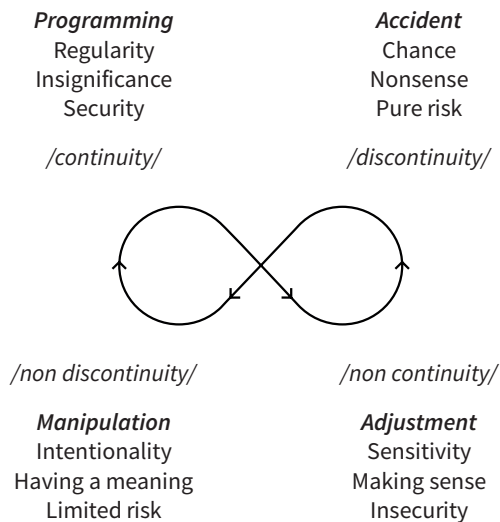 Programming
Regularity
Insignificance
Security
/continuity/
Accident
Chance
Nonsense
Pure risk
/discontinuity/
/non discontinuity/
Manipulation
Intentionality
Having a meaning
Limited risk
/non continuity/
Adjustment
Sensitivity
Making sense
Insecurity